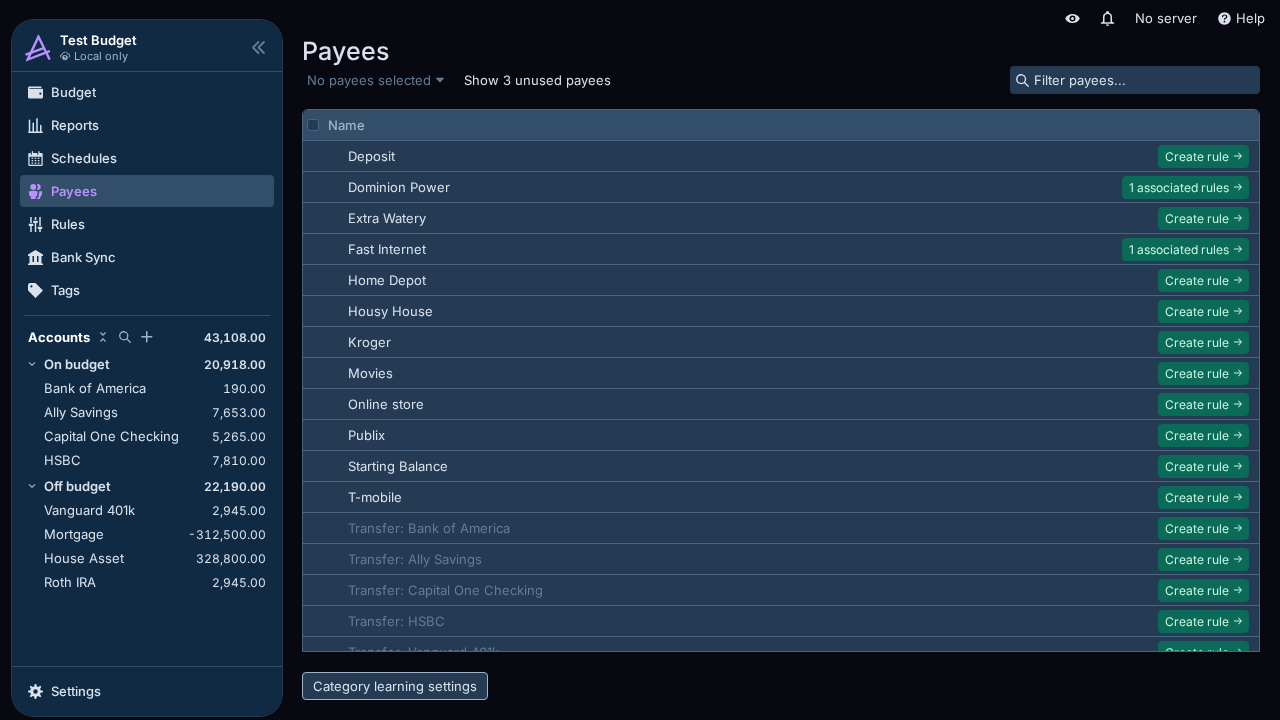 No server
Help
Test Budget
Local only
Budget
Reports
Schedules
Payees
Rules
Bank Sync
Tags
Accounts 43,108.00
On budget 20,918.00
Bank of America 190.00
Ally Savings 7,653.00
Capital One Checking 5,265.00
HSBC 7,810.00
Off budget 22,190.00
Vanguard 401k 2,945.00
Mortgage -312,500.00
House Asset 328,800.00
Roth IRA 2,945.00
Settings
Payees
No payees selected Show 3 unused payees Filter payees...
Name
Deposit Create rule
Dominion Power 1 associated rules
Extra Watery Create rule
Fast Internet 1 associated rules
Home Depot Create rule
Housy House Create rule
Kroger Create rule
Movies Create rule
Online store Create rule
Publix Create rule
Starting Balance Create rule
T-mobile Create rule
Transfer: Bank of America Create rule
Transfer: Ally Savings Create rule
Transfer: Capital One Checking Create rule
Transfer: HSBC Create rule
Transfer: Vanguard 401k Create rule
Category learning settings